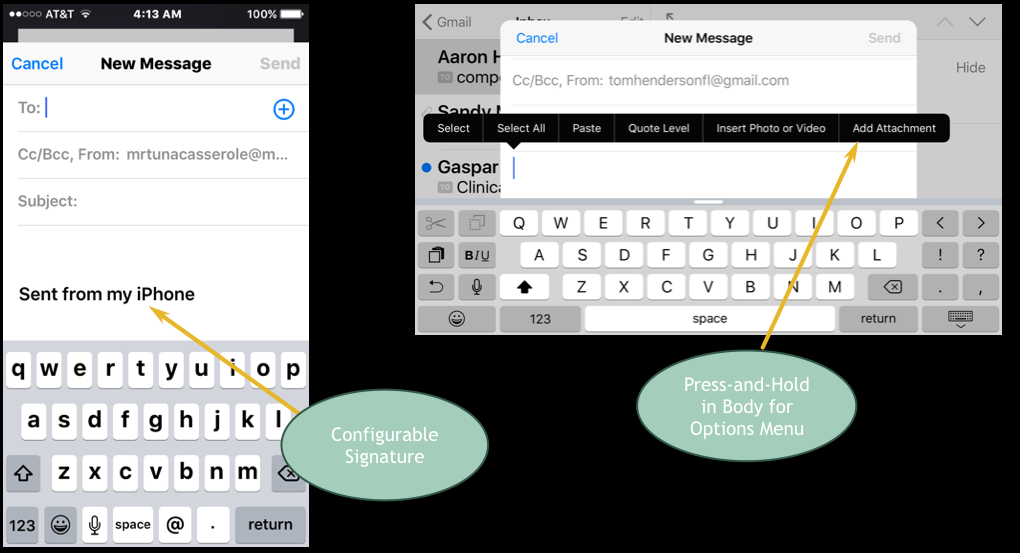 AT&T 4:13 AM 100%
Cancel New Message Send
To:
Cc/Bcc, From: mrtunacasserole@m...
Subject:
Sent from my iPhone
q w e r t y u i o p
a s d f g h j k l
z x c v b n m
123 space @ . return
Configurable
Signature
Gmail Inbox Edit
Cancel New Message Send
Aaron H
Hide
TO compo
Cc/Bcc, From: tomhendersonfl@gmail.com
Sandy M
Select Select All Paste Quote Level Insert Photo or Video Add Attachment
Gaspar
TO Clinica
Q W E R T Y U I O P < >
B I U A S D F G H J K L ! ?
Z X C V B N M . ,
123 space return
Press-and-Hold
in Body for
Options Menu